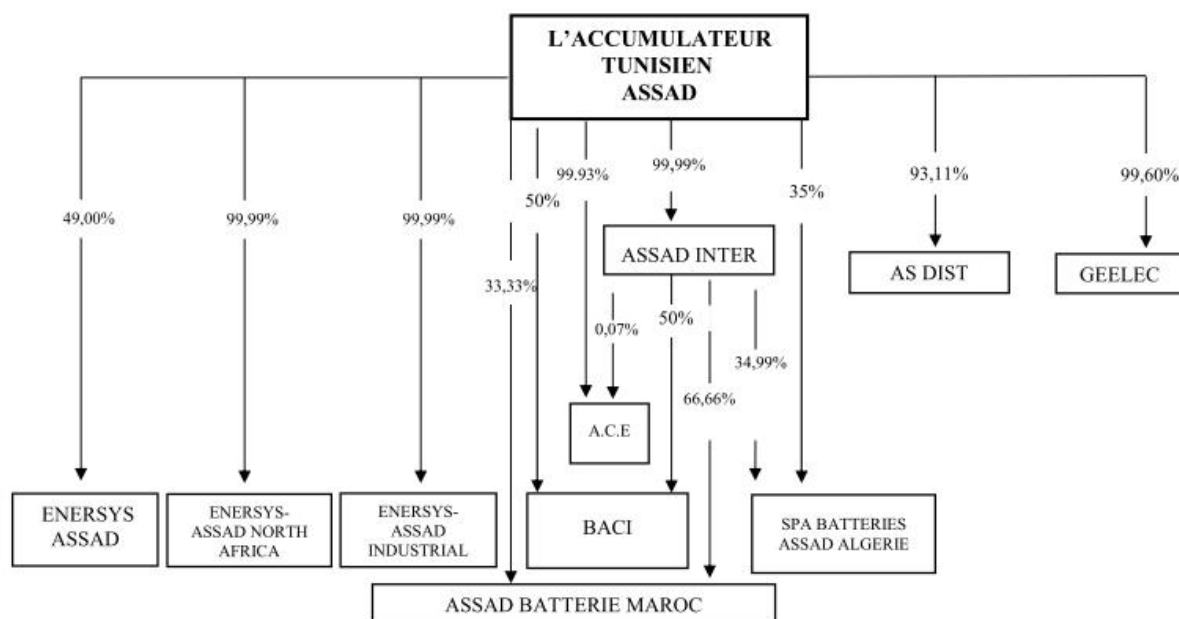 L'ACCUMULATEUR
TUNISIEN
ASSAD
49,00%
99,99%
99,99%
33,33%
50%
99.93%
99,99%
35%
93,11%
99,60%
ASSAD INTER
AS DIST
GEELEC
0,07%
50%
66,66%
34,99%
A.C.E
ENERSYS
ASSAD
ENERSYS-
ASSAD NORTH
AFRICA
ENERSYS-
ASSAD
INDUSTRIAL
BACI
SPA BATTERIES
ASSAD ALGERIE
ASSAD BATTERIE MAROC